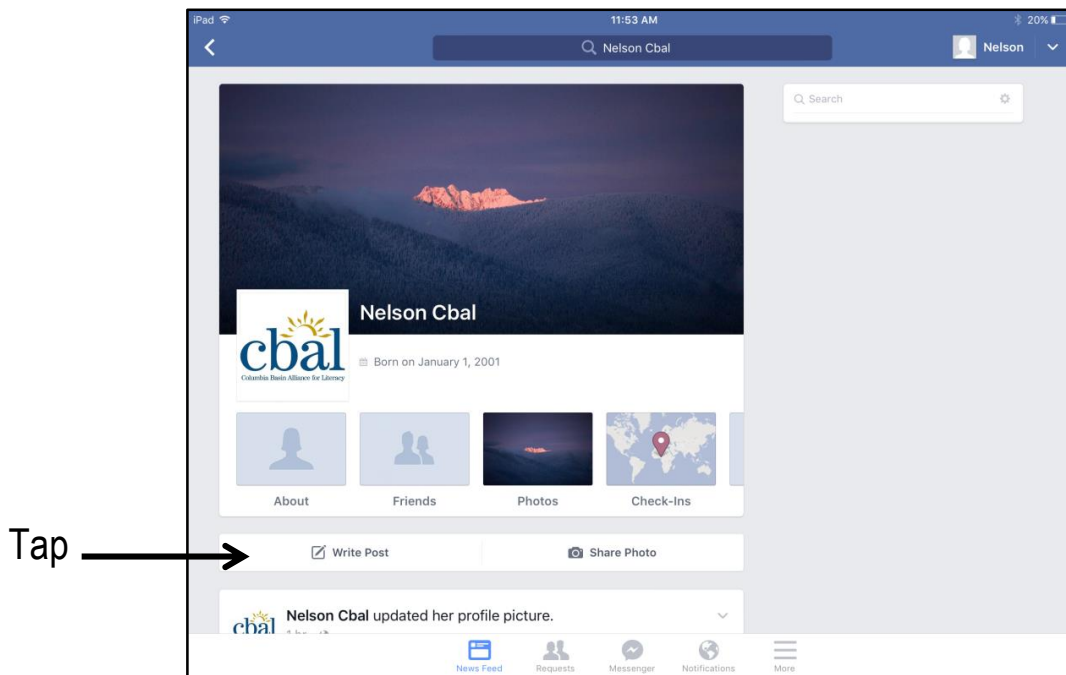 iPad 11:53 AM 20%
Nelson Cbal Nelson
Search
Nelson Cbal
cbal
Columbia Basin Alliance for Literacy
Born on January 1, 2001
About Friends Photos Check-Ins
Tap
Write Post Share Photo
Nelson Cbal updated her profile picture.
cbal
News Feed Requests Messenger Notifications More